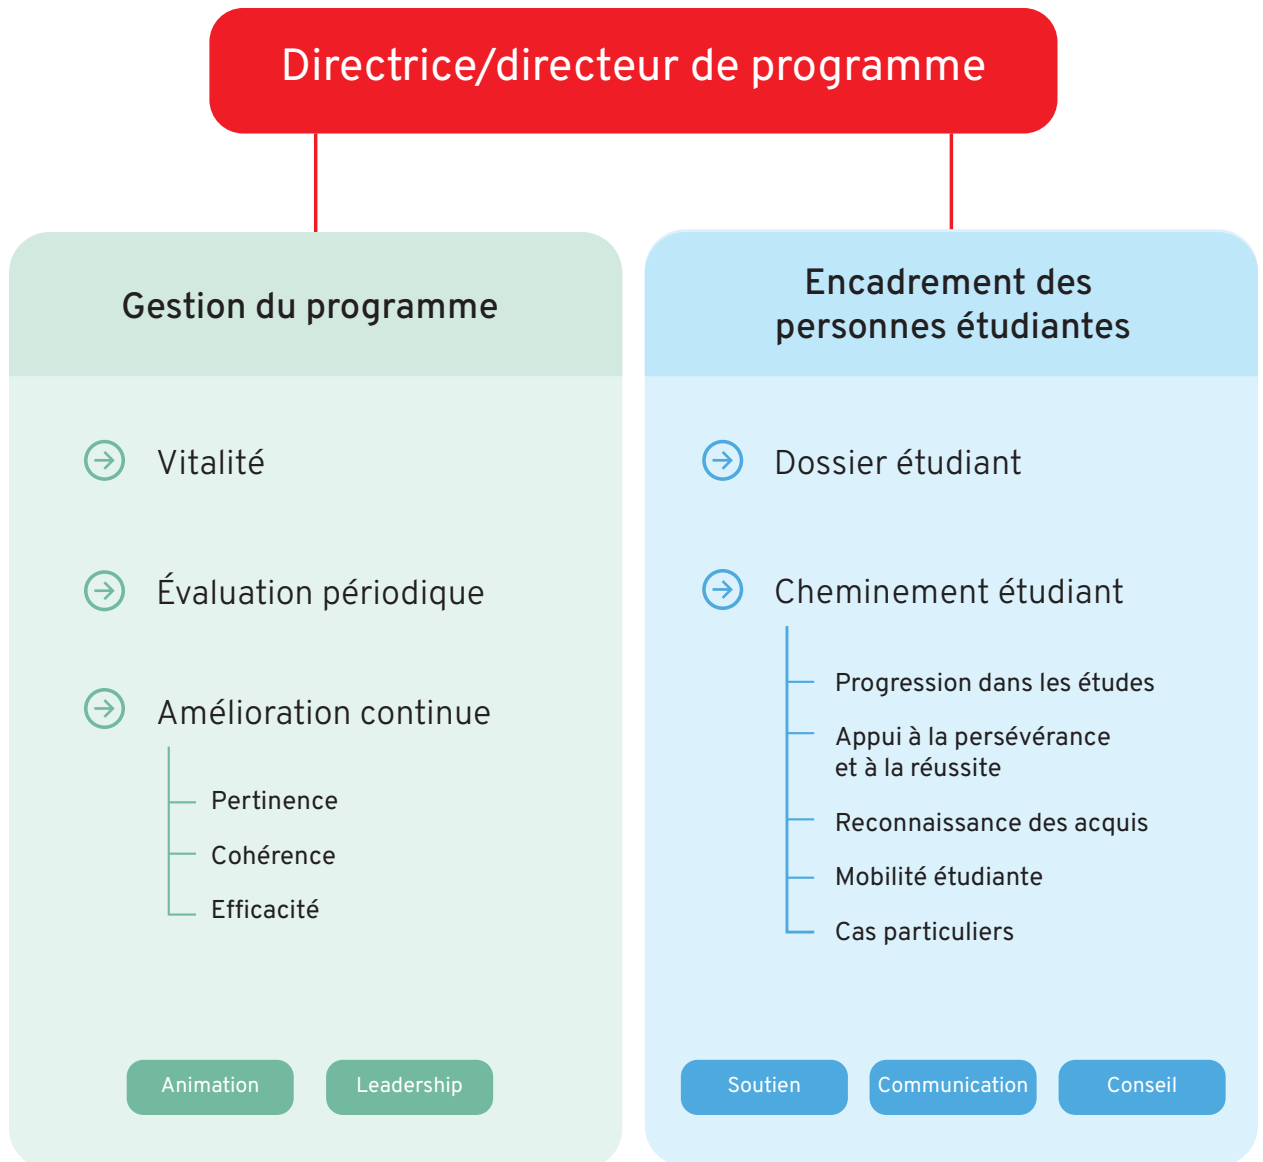 Directrice/directeur de programme
Gestion du programme
Vitalité
Évaluation périodique
Amélioration continue
Pertinence
Cohérence
Efficacité
Animation
Leadership
Encadrement des
personnes étudiantes
Dossier étudiant
Cheminement étudiant
Progression dans les études
Appui à la persévérance
et à la réussite
Reconnaissance des acquis
Mobilité étudiante
Cas particuliers
Soutien
Communication
Conseil